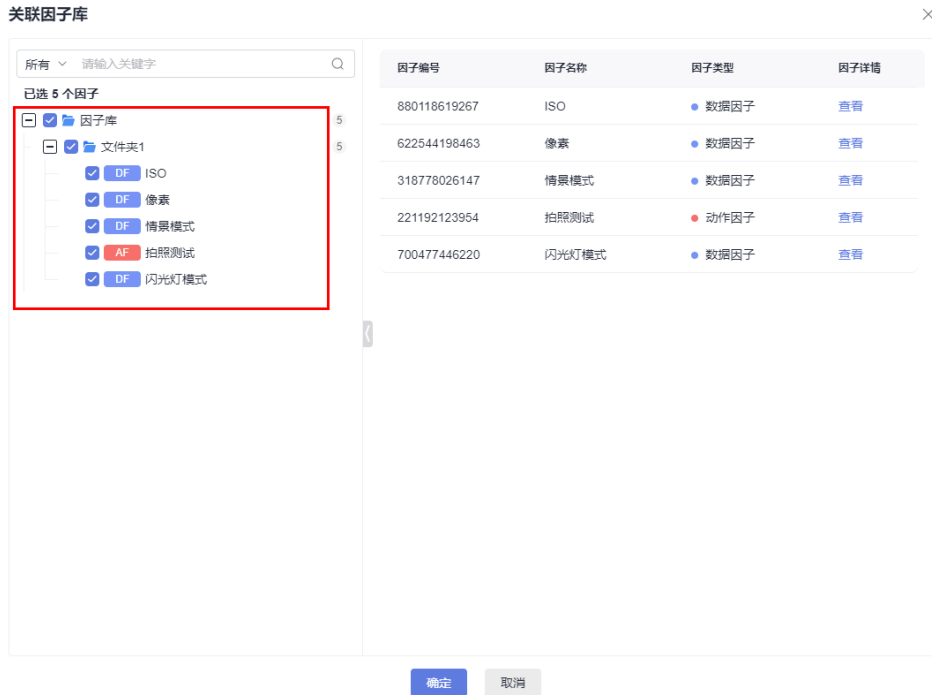 关联因子库
所有 请输入关键字
已选 5 个因子
因子库 5
文件夹1 5
DF ISO
DF 像素
DF 情景模式
AF 拍照测试
DF 闪光灯模式
因子编号 因子名称 因子类型 因子详情
880118619267 ISO 数据因子 查看
622544198463 像素 数据因子 查看
318778026147 情景模式 数据因子 查看
221192123954 拍照测试 动作因子 查看
700477446220 闪光灯模式 数据因子 查看
确定 取消